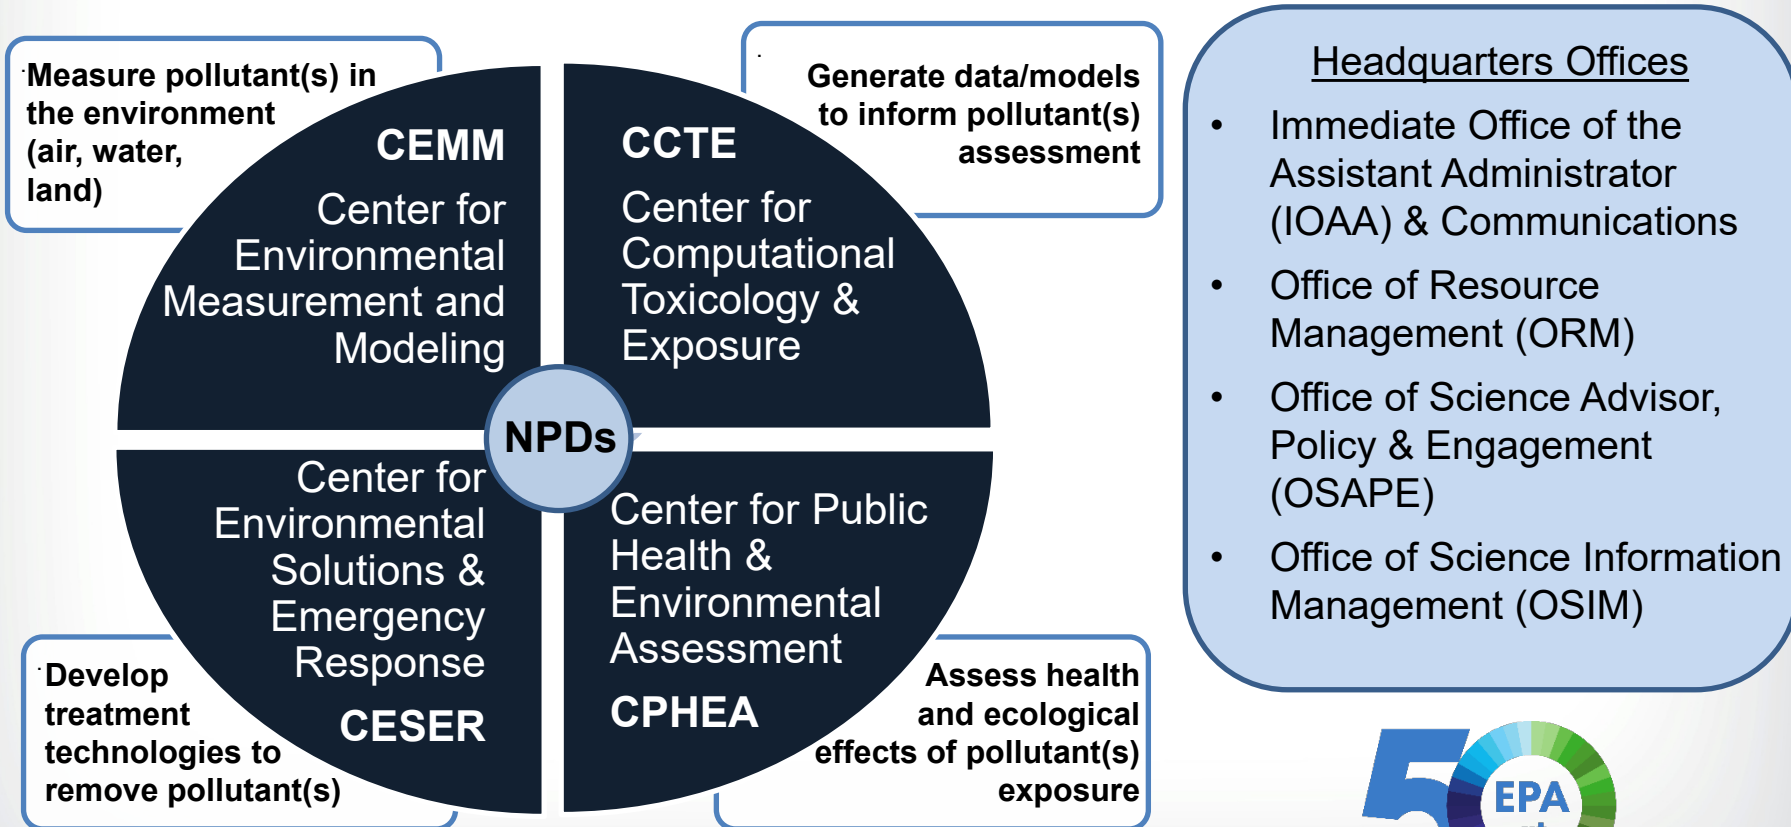 Measure pollutant(s) in
the environment
(air, water,
land)
CEMM
Center for
Environmental
Measurement and
Modeling
Generate data/models
to inform pollutant(s)
assessment
CCTE
Center for
Computational
Toxicology &
Exposure
NPDs
Center for
Environmental
Solutions &
Emergency
Response
CESER
Develop
treatment
technologies to
remove pollutant(s)
Center for Public
Health &
Environmental
Assessment
CPHEA
Assess health
and ecological
effects of pollutant(s)
exposure
Headquarters Offices
• Immediate Office of the
Assistant Administrator
(IOAA) & Communications
• Office of Resource
Management (ORM)
• Office of Science Advisor,
Policy & Engagement
(OSAPE)
• Office of Science Information
Management (OSIM)
50
EPA